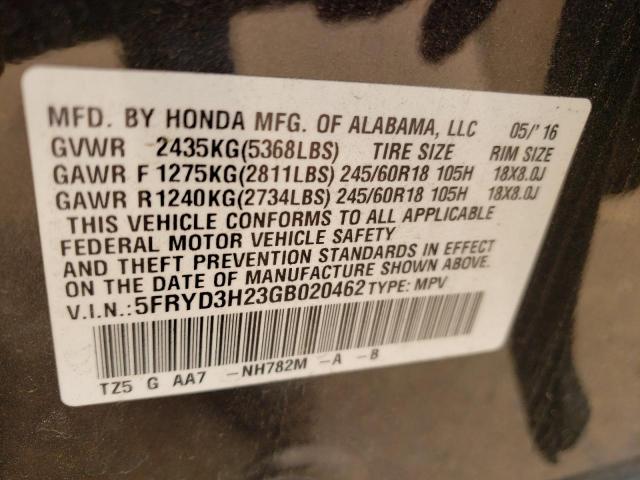 MFD. BY HONDA MFG. OF ALABAMA, LLC 05/'16
GVWR 2435KG(5368LBS) TIRE SIZE RIM SIZE
GAWR F 1275KG(2811LBS) 245/60R18 105H 18X8.0J
GAWR R 1240KG(2734LBS) 245/60R18 105H 18X8.0J
THIS VEHICLE CONFORMS TO ALL APPLICABLE
FEDERAL MOTOR VEHICLE SAFETY
AND THEFT PREVENTION STANDARDS IN EFFECT
ON THE DATE OF MANUFACTURE SHOWN ABOVE.
V.I.N.: 5FRYD3H23GB020462 TYPE: MPV
TZ5 G AA7 -NH782M -A -8